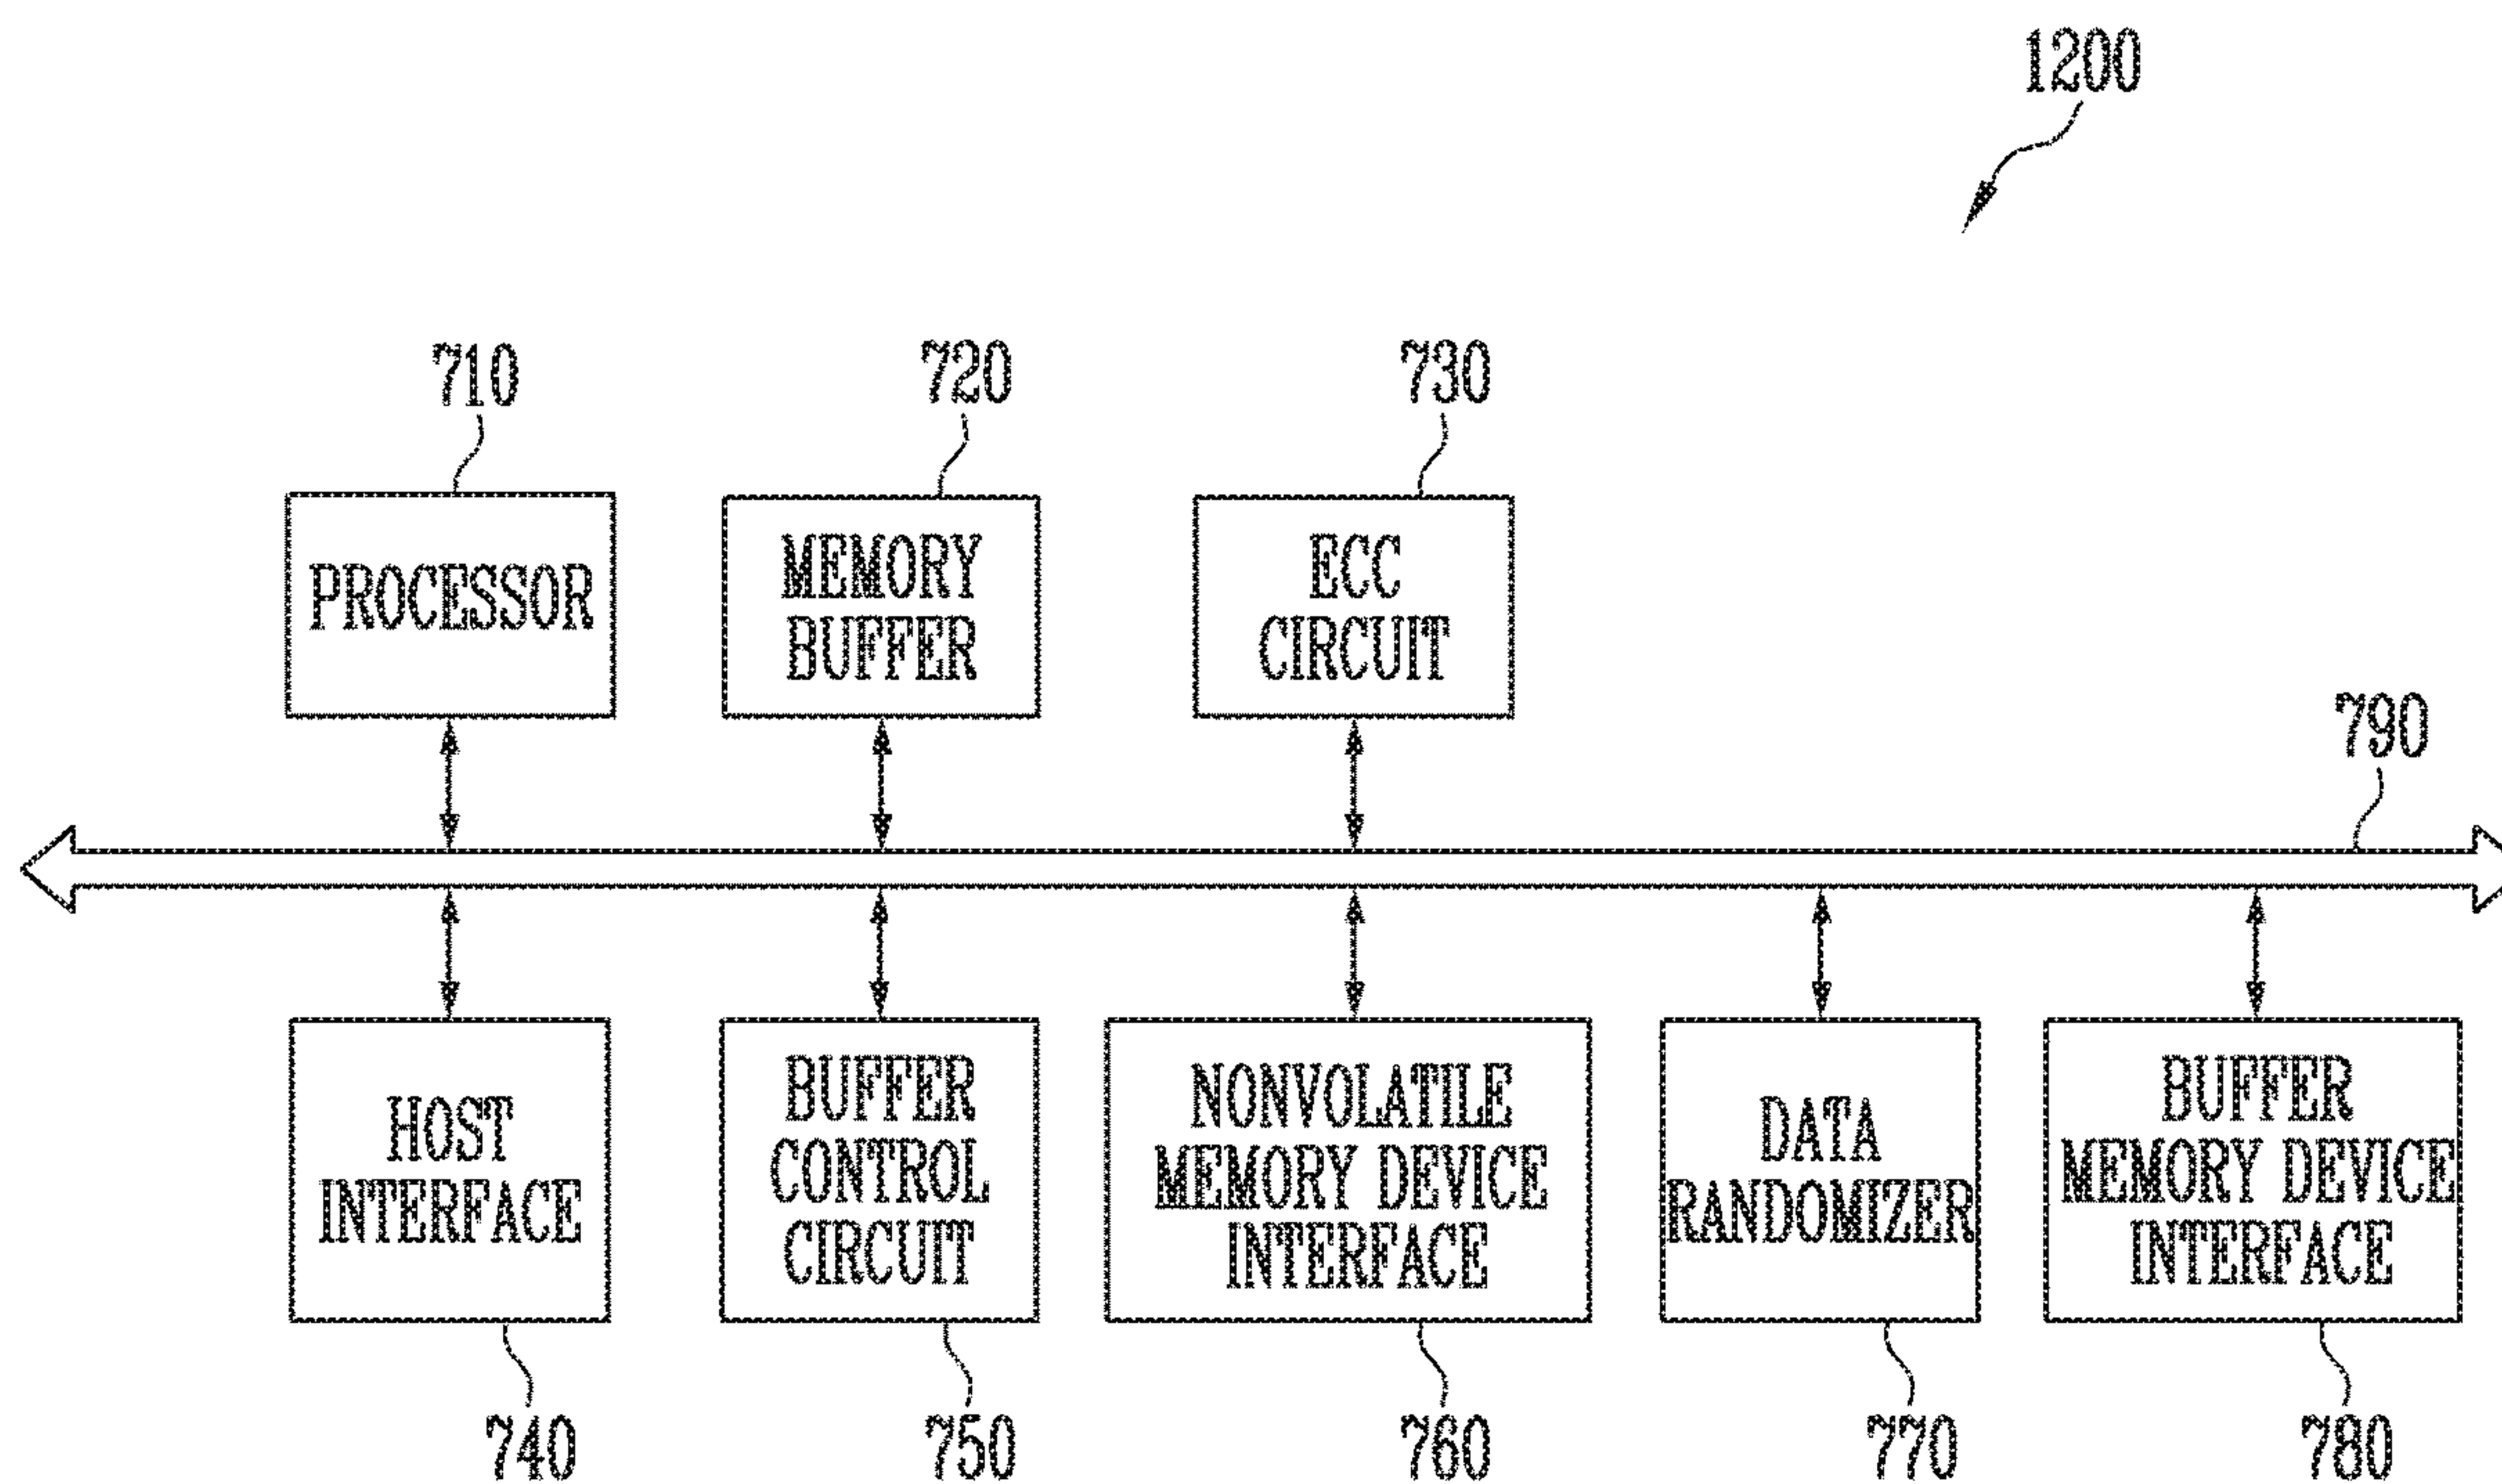 1200
710
720
730
PROCESSOR
MEMORY
BUFFER
ECC
CIRCUIT
790
HOST
INTERFACE
BUFFER
CONTROL
CIRCUIT
NONVOLATILE
MEMORY DEVICE
INTERFACE
DATA
RANDOMIZER
BUFFER
MEMORY DEVICE
INTERFACE
740
750
760
770
780